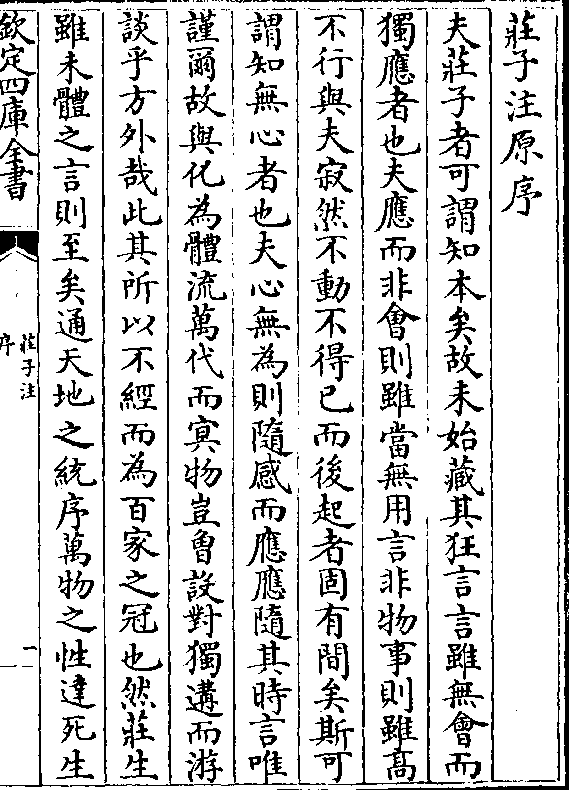 莊子注原序
夫莊子者可謂知本矣故未始藏其狂言言雖無會而
獨應者也夫應而非會則雖當無用言非物事則雖髙
不行與夫寂然不動不得已而後起者固有間矣斯可
謂知無心者也夫心無為則隨感而應應隨其時言唯
謹爾故與化為體流萬代而冥物豈曾設對獨遘而游
談乎方外哉此其所以不經而為百家之冠也然莊生
雖未體之言則至矣通天地之統序萬物之性達死生
欽定四庫全書
莊子注
序
一